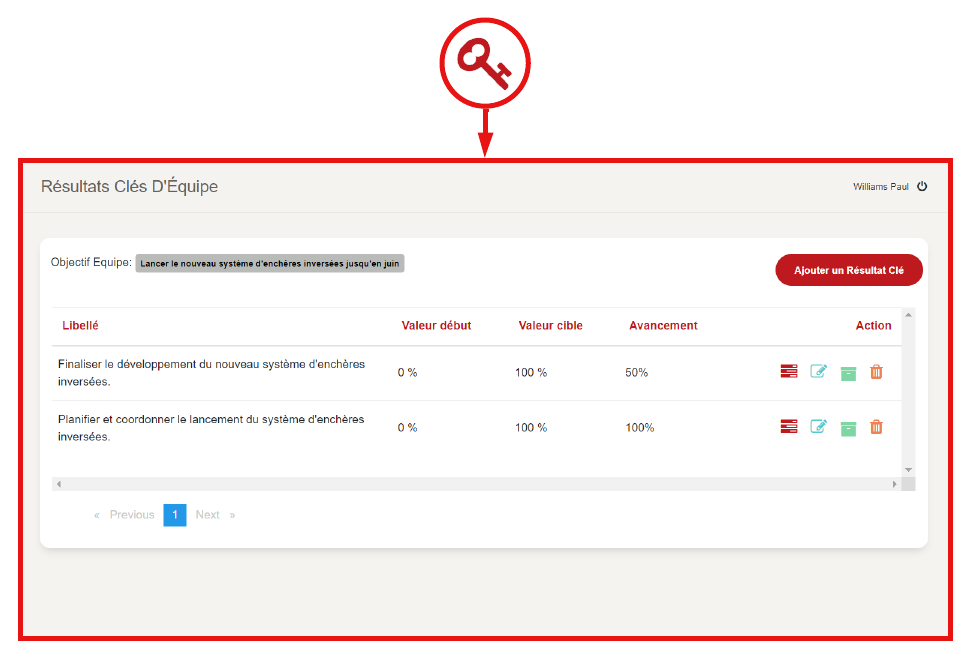 Résultats Clés D'Équipe
Williams Paul
Objectif Equipe: Lancer le nouveau système d'enchères inversées jusqu'en juin
Ajouter un Résultat Clé
Libellé Valeur début Valeur cible Avancement Action
Finaliser le développement du nouveau système d'enchères
inversées.
0 % 100 % 50%
Planifier et coordonner le lancement du système d'enchères
inversées.
0 % 100 % 100%
« Previous 1 Next »